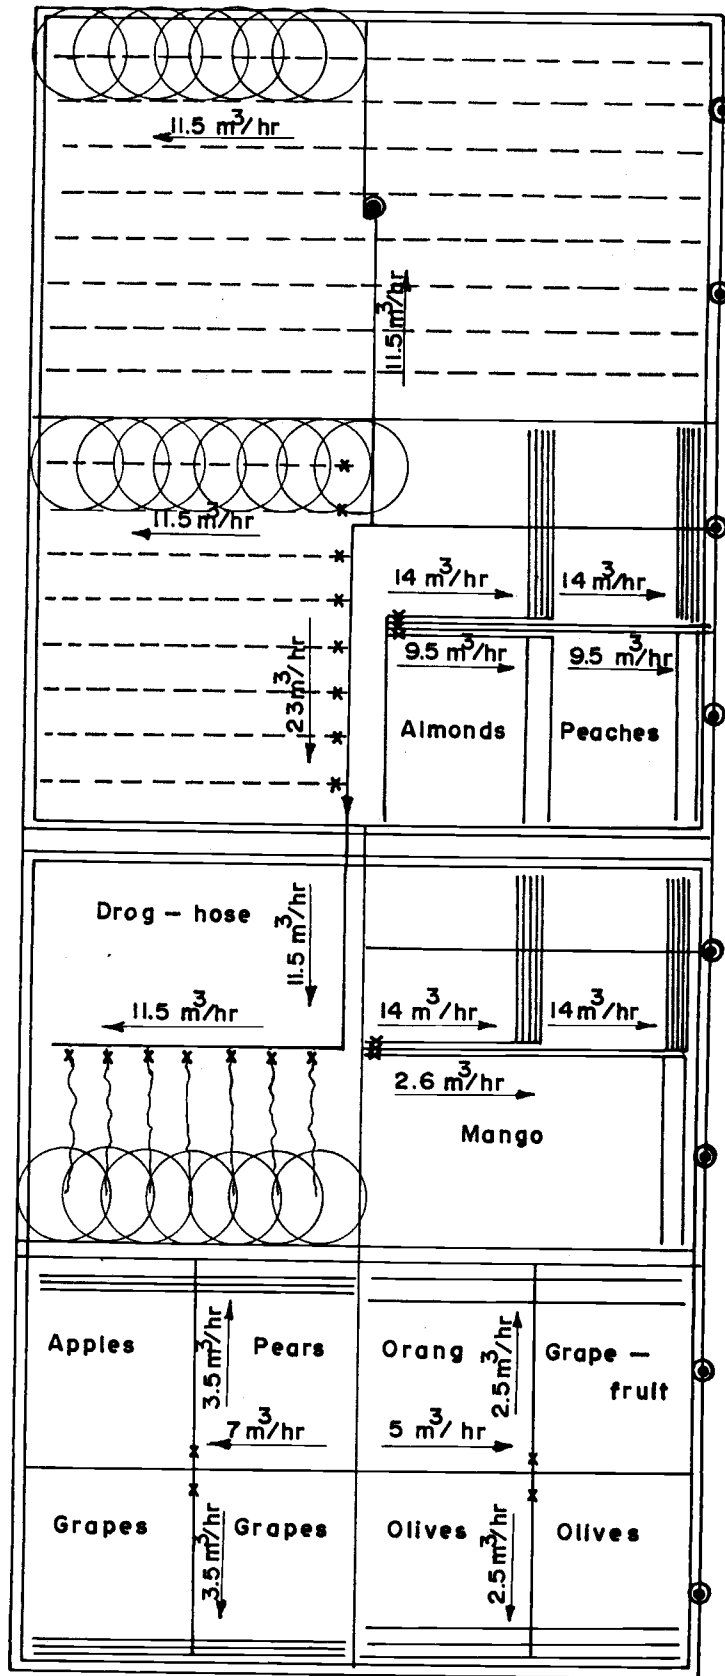 11.5 m³/hr
11.5 m³/hr
11.5 m³/hr
14 m³/hr
14 m³/hr
23 m³/hr
9.5 m³/hr
9.5 m³/hr
Almonds
Peaches
Drog – hose
11.5 m³/hr
11.5 m³/hr
14 m³/hr
14 m³/hr
2.6 m³/hr
Mango
Apples
3.5 m³/hr
Pears
Orang
2.5 m³/hr
Grape –
fruit
7 m³/hr
5 m³/hr
Grapes
3.5 m³/hr
Grapes
Olives
2.5 m³/hr
Olives